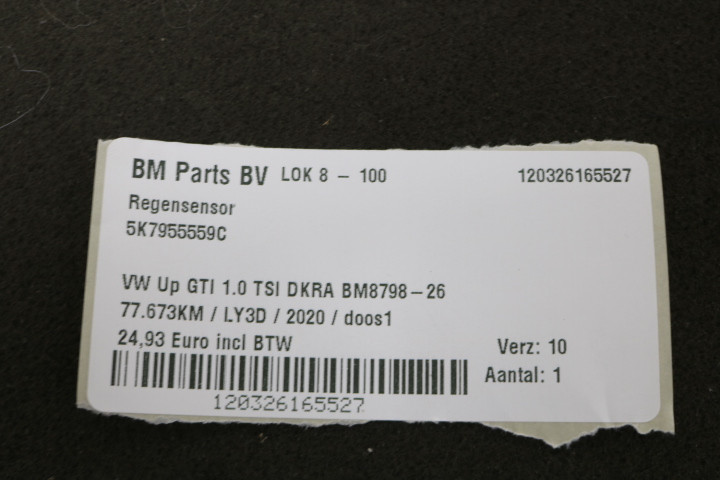 BM Parts BV LOK 8 - 100 120326165527
Regensensor
5K7955559C
VW Up GTI 1.0 TSI DKRA BM8798-26
77.673KM / LY3D / 2020 / doos1
24,93 Euro incl BTW
Verz: 10
Aantal: 1
120326165527